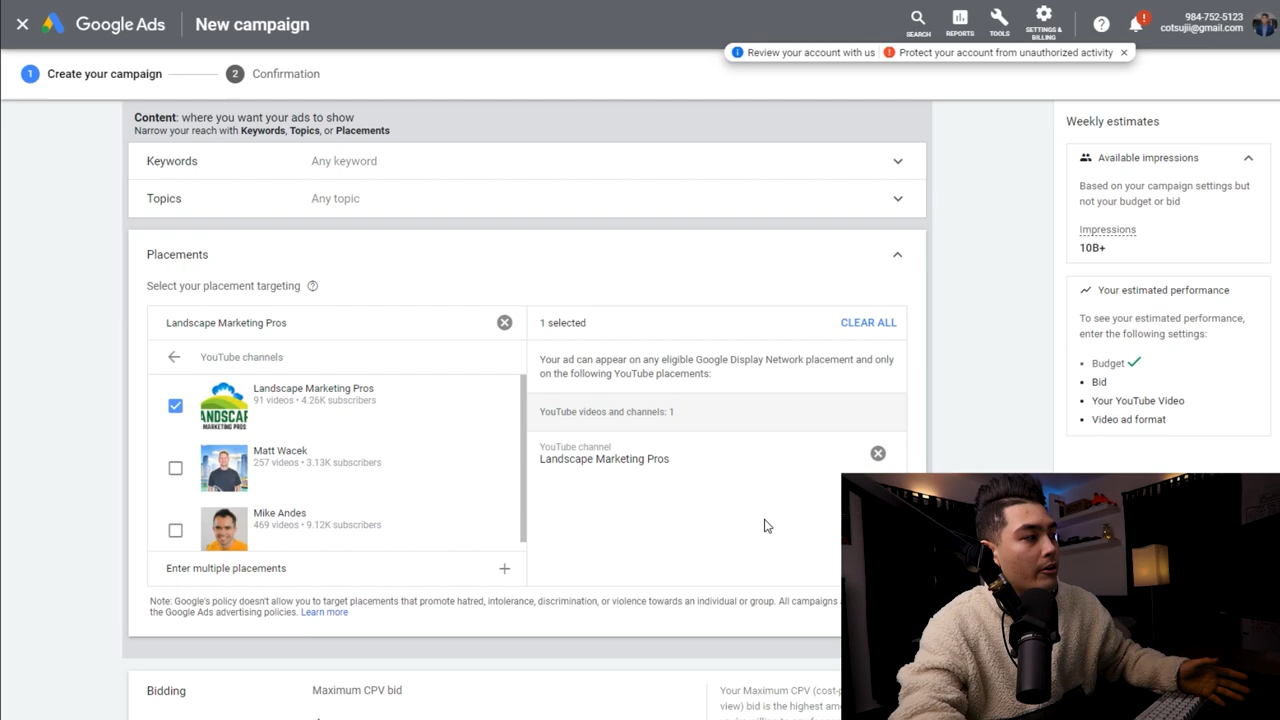 Google Ads
New campaign
SEARCH
REPORTS
TOOLS
SETTINGS & BILLING
984-752-5123
cotsujii@gmail.com
Review your account with us
Protect your account from unauthorized activity
1 Create your campaign
2 Confirmation
Content: where you want your ads to show
Narrow your reach with Keywords, Topics, or Placements
Keywords Any keyword
Topics Any topic
Placements
Select your placement targeting
Landscape Marketing Pros
YouTube channels
LANDSCAPE
MARKETING PROS
Landscape Marketing Pros
91 videos • 4.26K subscribers
Matt Wacek
257 videos • 3.13K subscribers
Mike Andes
469 videos • 9.12K subscribers
Enter multiple placements
1 selected
CLEAR ALL
Your ad can appear on any eligible Google Display Network placement and only
on the following YouTube placements:
YouTube videos and channels: 1
YouTube channel
Landscape Marketing Pros
Note: Google's policy doesn't allow you to target placements that promote hatred, intolerance, discrimination, or violence towards an individual or group. All campaigns
the Google Ads advertising policies. Learn more
Bidding
Maximum CPV bid
Your Maximum CPV (cost-
view) bid is the highest
Weekly estimates
Available impressions
Based on your campaign settings but
not your budget or bid
Impressions
10B+
Your estimated performance
To see your estimated performance,
enter the following settings:
• Budget
• Bid
• Your YouTube Video
• Video ad format